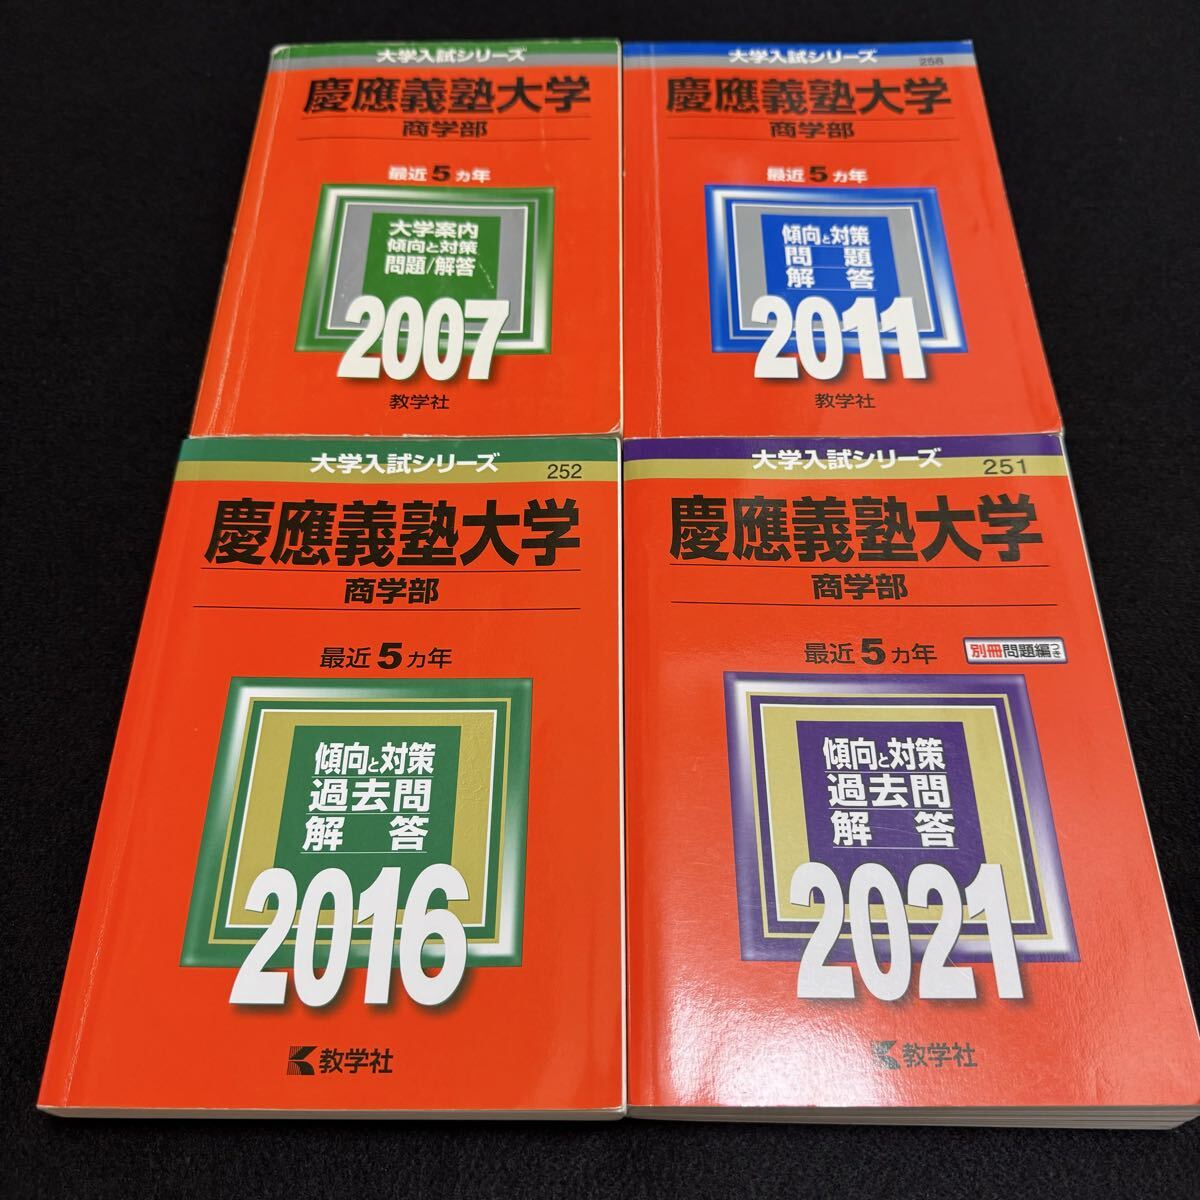 大学入試シリーズ
慶應義塾大学
商学部
最近5ヵ年
大学案内
傾向と対策
問題/解答
2007
教学社
大学入試シリーズ
258
慶應義塾大学
商学部
最近5ヵ年
傾向と対策
問題
解答
2011
教学社
大学入試シリーズ
252
慶應義塾大学
商学部
最近5ヵ年
傾向と対策
過去問
解答
2016
教学社
大学入試シリーズ
251
慶應義塾大学
商学部
最近5ヵ年
別冊問題編つき
傾向と対策
過去問
解答
2021
教学社